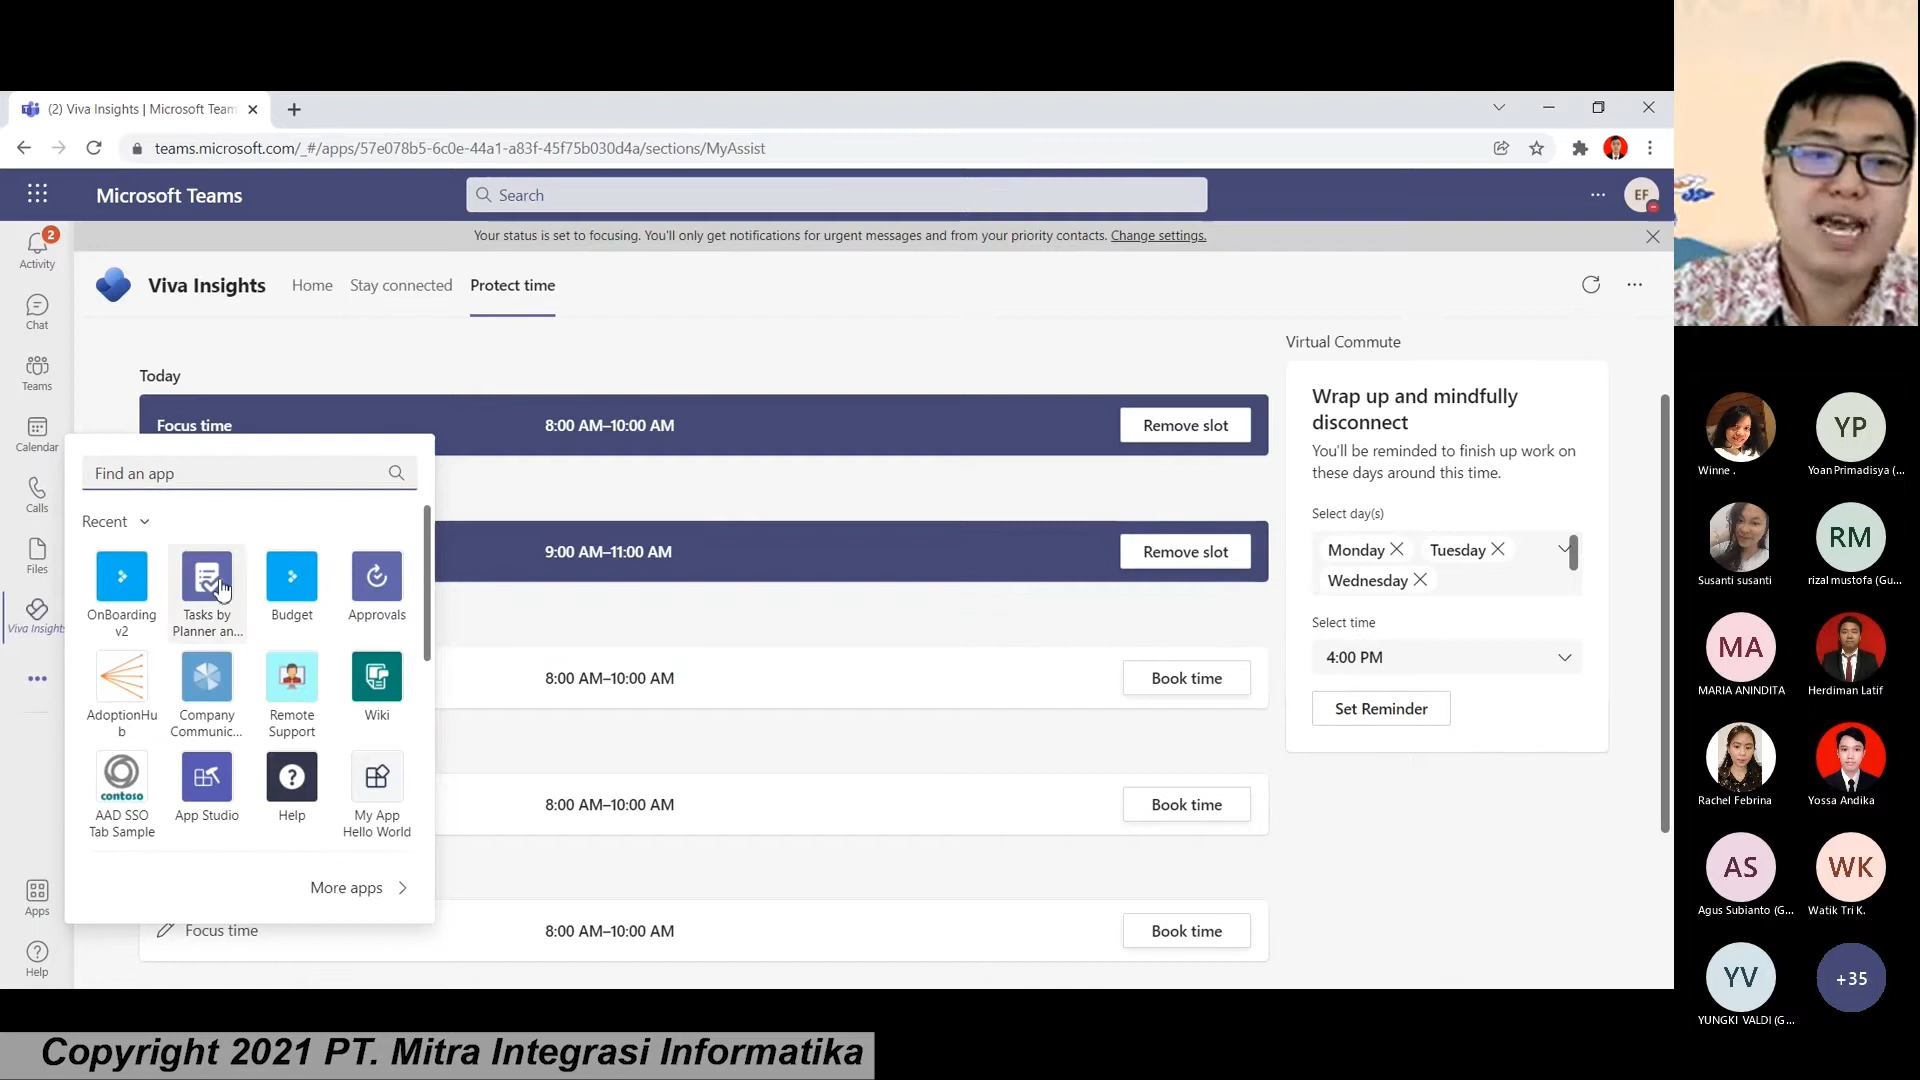 (2) Viva Insights | Microsoft Team
teams.microsoft.com/_#/apps/57e078b5-6c0e-44a1-a83f-45f75b030d4a/sections/MyAssist
Microsoft Teams
Search
EF
Your status is set to focusing. You'll only get notifications for urgent messages and from your priority contacts. Change settings.
2
Activity
Chat
Teams
Calendar
Calls
Files
Viva Insights
Apps
Help
Viva Insights
Home
Stay connected
Protect time
Today
Focus time
8:00 AM–10:00 AM
Remove slot
9:00 AM–11:00 AM
Remove slot
8:00 AM–10:00 AM
Book time
8:00 AM–10:00 AM
Book time
Focus time
8:00 AM–10:00 AM
Book time
Find an app
Recent
OnBoarding
v2
Tasks by
Planner an...
Budget
Approvals
AdoptionHu
b
Company
Communic...
Remote
Support
Wiki
contoso
AAD SSO
Tab Sample
App Studio
Help
My App
Hello World
More apps
Virtual Commute
Wrap up and mindfully
disconnect
You'll be reminded to finish up work on
these days around this time.
Select day(s)
Monday
Tuesday
Wednesday
Select time
4:00 PM
Set Reminder
Winne .
YP
Yoan Primadisya (...
Susanti susanti
RM
rizal mustofa (Gu...
MA
MARIA ANINDITA
Herdiman Latif
Rachel Febrina
Yossa Andika
AS
Agus Subianto (G...
WK
Watik Tri K.
YV
YUNGKI VALDI (G...
+35
Copyright 2021 PT. Mitra Integrasi Informatika